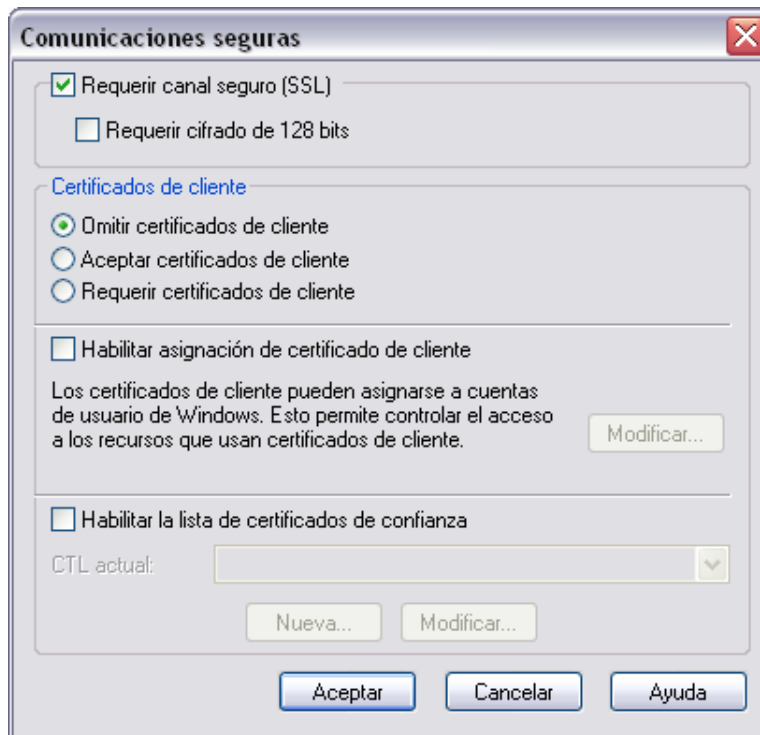 Comunicaciones seguras
Requerir canal seguro (SSL)
Requerir cifrado de 128 bits
Certificados de cliente
Omitir certificados de cliente
Aceptar certificados de cliente
Requerir certificados de cliente
Habilitar asignación de certificado de cliente
Los certificados de cliente pueden asignarse a cuentas
de usuario de Windows. Esto permite controlar el acceso
a los recursos que usan certificados de cliente.
Modificar...
Habilitar la lista de certificados de confianza
CTL actual:
Nueva... Modificar...
Aceptar Cancelar Ayuda